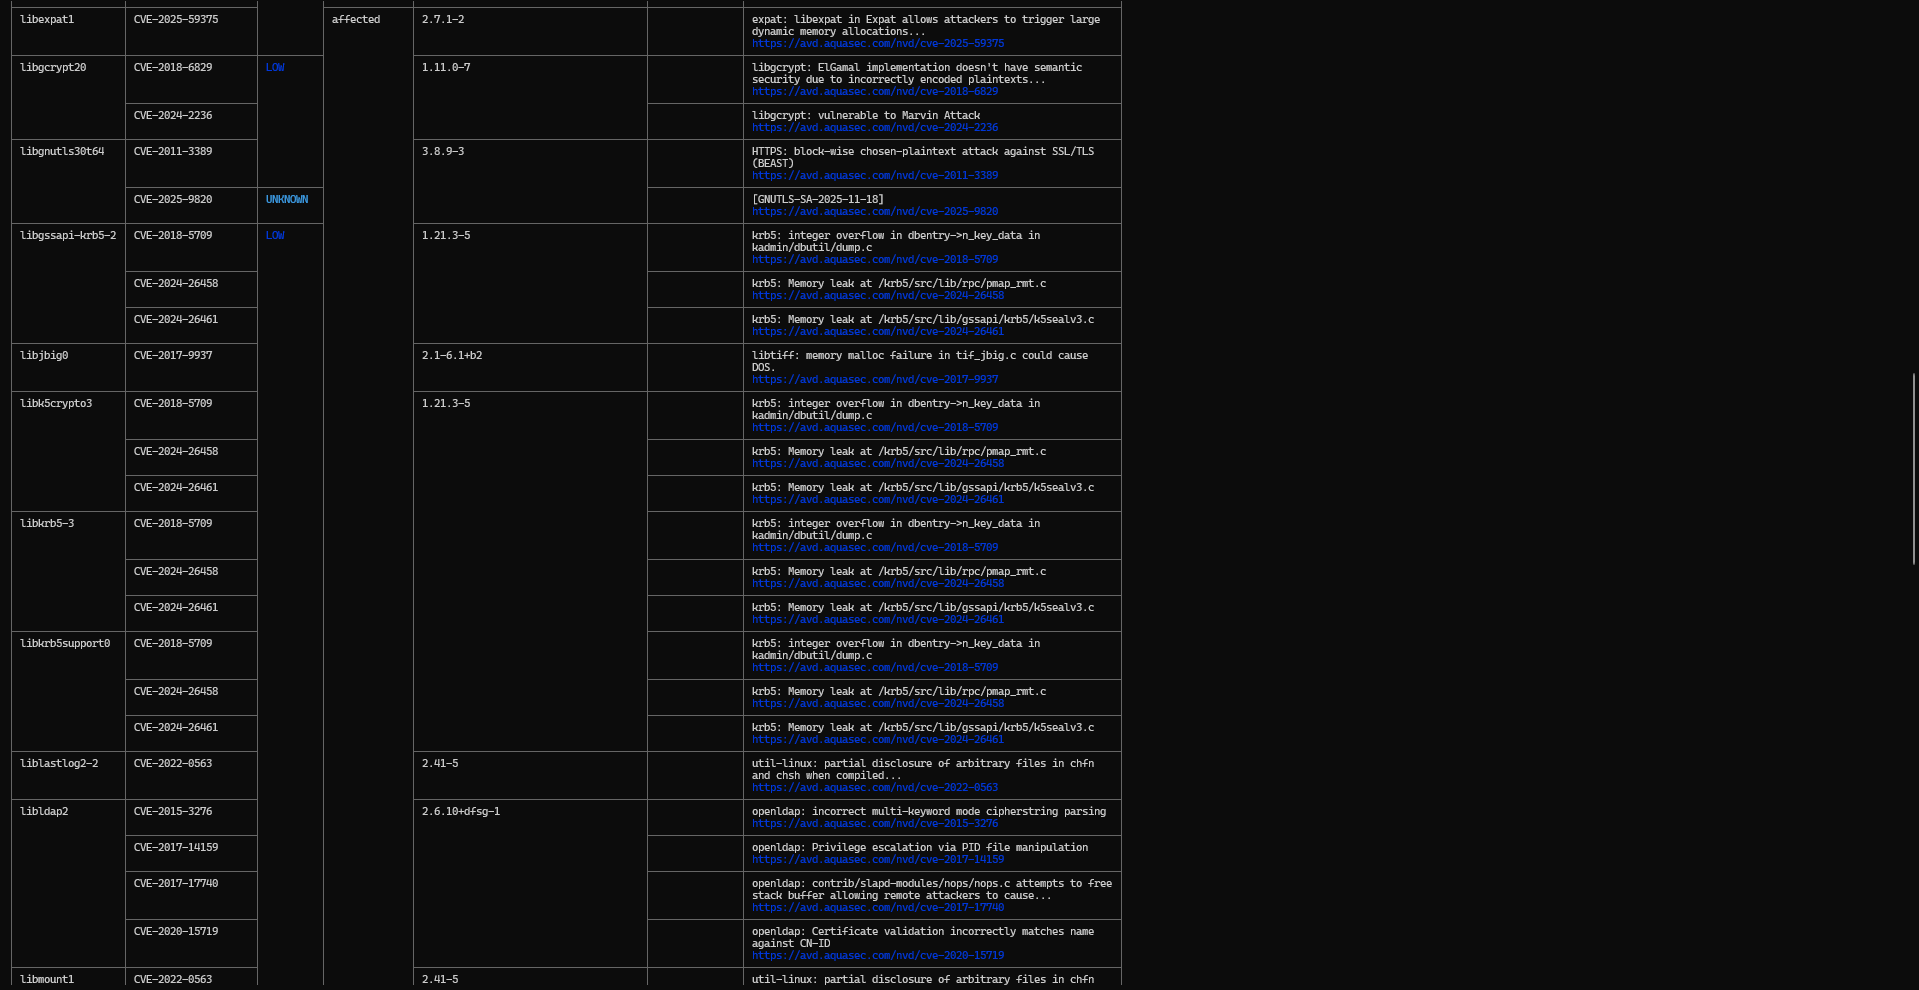 libexpat1 CVE-2025-59375 affected 2.7.1-2 expat: libexpat in Expat allows attackers to trigger large
dynamic memory allocations...
https://avd.aquasec.com/nvd/cve-2025-59375
libgcrypt20 CVE-2018-6829 LOW 1.11.0-7 libgcrypt: ElGamal implementation doesn't have semantic
security due to incorrectly encoded plaintexts...
https://avd.aquasec.com/nvd/cve-2018-6829
CVE-2024-2236 libgcrypt: vulnerable to Marvin Attack
https://avd.aquasec.com/nvd/cve-2024-2236
libgnutls30t64 CVE-2011-3389 3.8.9-3 HTTPS: block-wise chosen-plaintext attack against SSL/TLS
(BEAST)
https://avd.aquasec.com/nvd/cve-2011-3389
CVE-2025-9820 UNKNOWN [GNUTLS-SA-2025-11-18]
https://avd.aquasec.com/nvd/cve-2025-9820
libgssapi-krb5-2 CVE-2018-5709 LOW 1.21.3-5 krb5: integer overflow in dbentry->n_key_data in
kadmin/dbutil/dump.c
https://avd.aquasec.com/nvd/cve-2018-5709
CVE-2024-26458 krb5: Memory leak at /krb5/src/lib/rpc/pmap_rmt.c
https://avd.aquasec.com/nvd/cve-2024-26458
CVE-2024-26461 krb5: Memory leak at /krb5/src/lib/gssapi/krb5/k5sealv3.c
https://avd.aquasec.com/nvd/cve-2024-26461
libjbig0 CVE-2017-9937 2.1-6.1+b2 libtiff: memory malloc failure in tif_jbig.c could cause
DOS.
https://avd.aquasec.com/nvd/cve-2017-9937
libk5crypto3 CVE-2018-5709 1.21.3-5 krb5: integer overflow in dbentry->n_key_data in
kadmin/dbutil/dump.c
https://avd.aquasec.com/nvd/cve-2018-5709
CVE-2024-26458 krb5: Memory leak at /krb5/src/lib/rpc/pmap_rmt.c
https://avd.aquasec.com/nvd/cve-2024-26458
CVE-2024-26461 krb5: Memory leak at /krb5/src/lib/gssapi/krb5/k5sealv3.c
https://avd.aquasec.com/nvd/cve-2024-26461
libkrb5-3 CVE-2018-5709 krb5: integer overflow in dbentry->n_key_data in
kadmin/dbutil/dump.c
https://avd.aquasec.com/nvd/cve-2018-5709
CVE-2024-26458 krb5: Memory leak at /krb5/src/lib/rpc/pmap_rmt.c
https://avd.aquasec.com/nvd/cve-2024-26458
CVE-2024-26461 krb5: Memory leak at /krb5/src/lib/gssapi/krb5/k5sealv3.c
https://avd.aquasec.com/nvd/cve-2024-26461
libkrb5support0 CVE-2018-5709 krb5: integer overflow in dbentry->n_key_data in
kadmin/dbutil/dump.c
https://avd.aquasec.com/nvd/cve-2018-5709
CVE-2024-26458 krb5: Memory leak at /krb5/src/lib/rpc/pmap_rmt.c
https://avd.aquasec.com/nvd/cve-2024-26458
CVE-2024-26461 krb5: Memory leak at /krb5/src/lib/gssapi/krb5/k5sealv3.c
https://avd.aquasec.com/nvd/cve-2024-26461
liblastlog2-2 CVE-2022-0563 2.41-5 util-linux: partial disclosure of arbitrary files in chfn
and chsh when compiled...
https://avd.aquasec.com/nvd/cve-2022-0563
libldap2 CVE-2015-3276 2.6.10+dfsg-1 openldap: incorrect multi-keyword mode cipherstring parsing
https://avd.aquasec.com/nvd/cve-2015-3276
CVE-2017-14159 openldap: Privilege escalation via PID file manipulation
https://avd.aquasec.com/nvd/cve-2017-14159
CVE-2017-17740 openldap: contrib/slapd-modules/nops/nops.c attempts to free
stack buffer allowing remote attackers to cause...
https://avd.aquasec.com/nvd/cve-2017-17740
CVE-2020-15719 openldap: Certificate validation incorrectly matches name
against CN-ID
https://avd.aquasec.com/nvd/cve-2020-15719
libmount1 CVE-2022-0563 2.41-5 util-linux: partial disclosure of arbitrary files in chfn